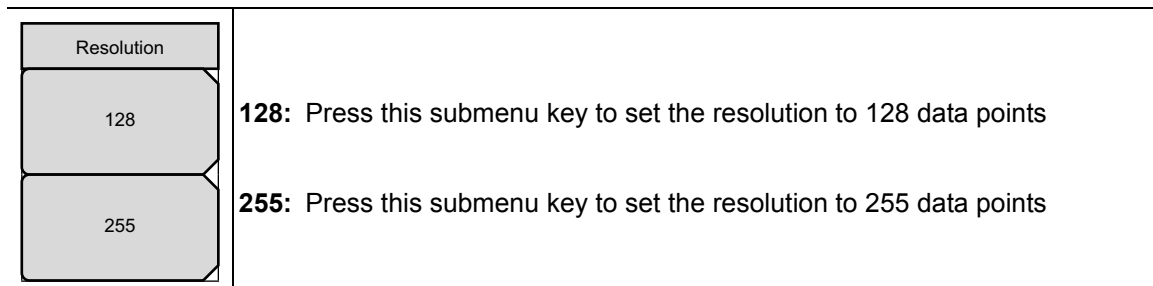 Resolution
128
128: Press this submenu key to set the resolution to 128 data points
255
255: Press this submenu key to set the resolution to 255 data points